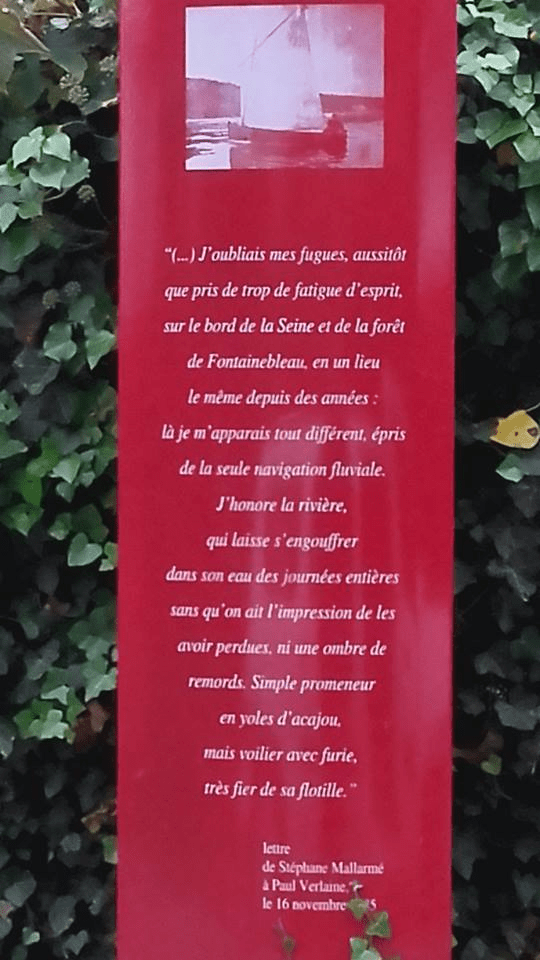 “(...) J’oubliais mes fugues, aussitôt
que pris de trop de fatigue d’esprit,
sur le bord de la Seine et de la forêt
de Fontainebleau, en un lieu
le même depuis des années :
là je m’apparais tout différent, épris
de la seule navigation fluviale.
J’honore la rivière,
qui laisse s’engouffrer
dans son eau des journées entières
sans qu’on ait l’impression de les
avoir perdues, ni une ombre de
remords. Simple promeneur
en yoles d’acajou,
mais voilier avec furie,
très fier de sa flotille.”
lettre
de Stéphane Mallarmé
à Paul Verlaine,
le 16 novembre